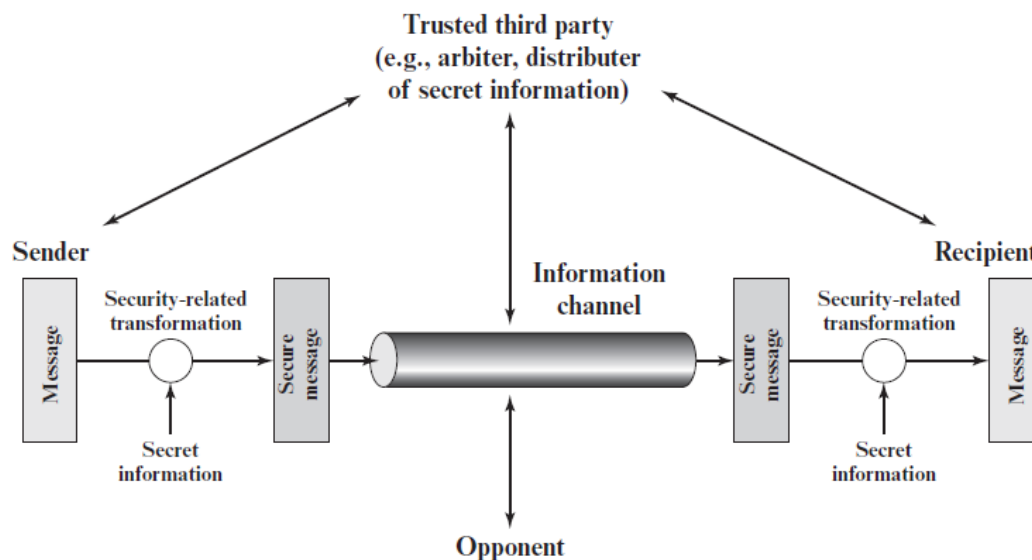 Trusted third party
(e.g., arbiter, distributer
of secret information)
Sender
Recipient
Information
channel
Security-related
transformation
Security-related
transformation
Message
Secure
message
Secure
message
Message
Secret
information
Secret
information
Opponent